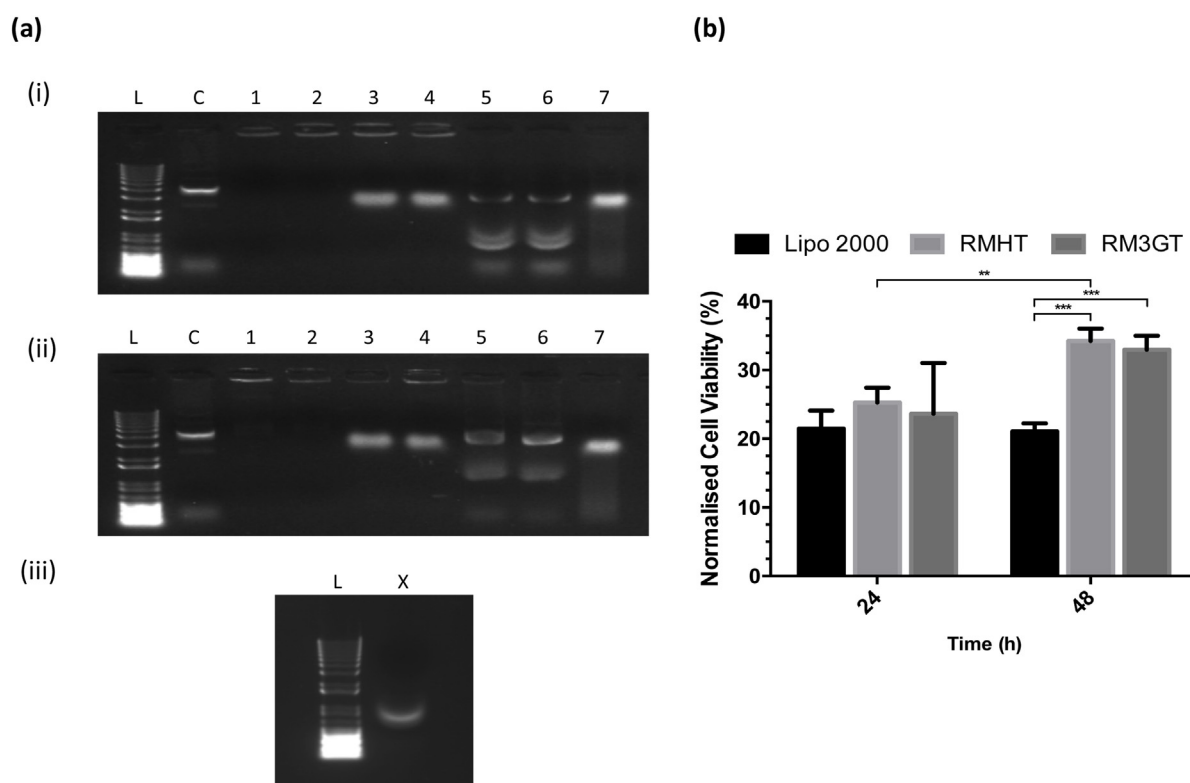 (a)
(i)
L C 1 2 3 4 5 6 7
(ii)
L C 1 2 3 4 5 6 7
(iii)
L X
(b)
Lipo 2000 RMHT RM3GT
**
***
***
Normalised Cell Viability (%)
40
30
20
10
0
24 48
Time (h)